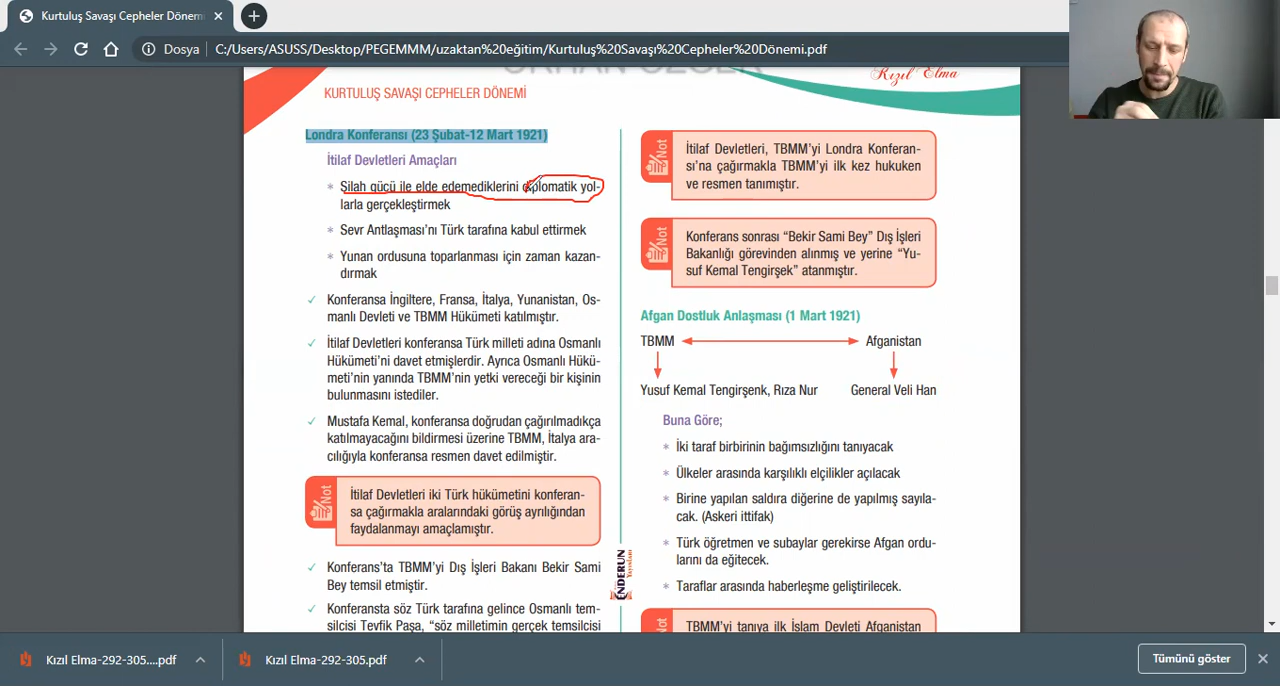 Kurtuluş Savaşı Cepheler Dönem
Dosya
C:/Users/ASUSS/Desktop/PEGEMMM/uzaktan%20eğitim/Kurtuluş%20Savaşı%20Cepheler%20Dönemi.pdf
Kızıl Elma
KURTULUŞ SAVAŞI CEPHELER DÖNEMİ
Londra Konferansı (23 Şubat-12 Mart 1921)
İtilaf Devletleri Amaçları
* Silah gücü ile elde edemediklerini diplomatik yol-
larla gerçekleştirmek
* Sevr Antlaşması’nı Türk tarafına kabul ettirmek
* Yunan ordusuna toparlanması için zaman kazan-
dırmak
✓ Konferansa İngiltere, Fransa, İtalya, Yunanistan, Os-
manlı Devleti ve TBMM Hükümeti katılmıştır.
✓ İtilaf Devletleri konferansa Türk milleti adına Osmanlı
Hükümeti’ni davet etmişlerdir. Ayrıca Osmanlı Hükü-
meti’nin yanında TBMM’nin yetki vereceği bir kişinin
bulunmasını istediler.
✓ Mustafa Kemal, konferansa doğrudan çağırılmadıkça
katılmayacağını bildirmesi üzerine TBMM, İtalya ara-
cılığıyla konferansa resmen davet edilmiştir.
Not
İtilaf Devletleri iki Türk hükümetini konferan-
sa çağırmakla aralarındaki görüş ayrılığından
faydalanmayı amaçlamıştır.
✓ Konferans’ta TBMM’yi Dış İşleri Bakanı Bekir Sami
Bey temsil etmiştir.
✓ Konferansta söz Türk tarafına gelince Osmanlı tem-
silcisi Tevfik Paşa, “söz milletimin gerçek temsilcisi
ENDERUN
Yayınları
Not
İtilaf Devletleri, TBMM’yi Londra Konferan-
sı’na çağırmakla TBMM’yi ilk kez hukuken
ve resmen tanımıştır.
Not
Konferans sonrası “Bekir Sami Bey” Dış İşleri
Bakanlığı görevinden alınmış ve yerine “Yu-
suf Kemal Tengirşek” atanmıştır.
Afgan Dostluk Anlaşması (1 Mart 1921)
TBMM Afganistan
Yusuf Kemal Tengirşenk, Rıza Nur General Veli Han
Buna Göre;
* İki taraf birbirinin bağımsızlığını tanıyacak
* Ülkeler arasında karşılıklı elçilikler açılacak
* Birine yapılan saldıra diğerine de yapılmış sayıla-
cak. (Askeri ittifak)
* Türk öğretmen ve subaylar gerekirse Afgan ordu-
larını da eğitecek.
* Taraflar arasında haberleşme geliştirilecek.
Not
TBMM’yi tanıya ilk İslam Devleti Afganistan
Kızıl Elma-292-305....pdf
Kızıl Elma-292-305.pdf
Tümünü göster